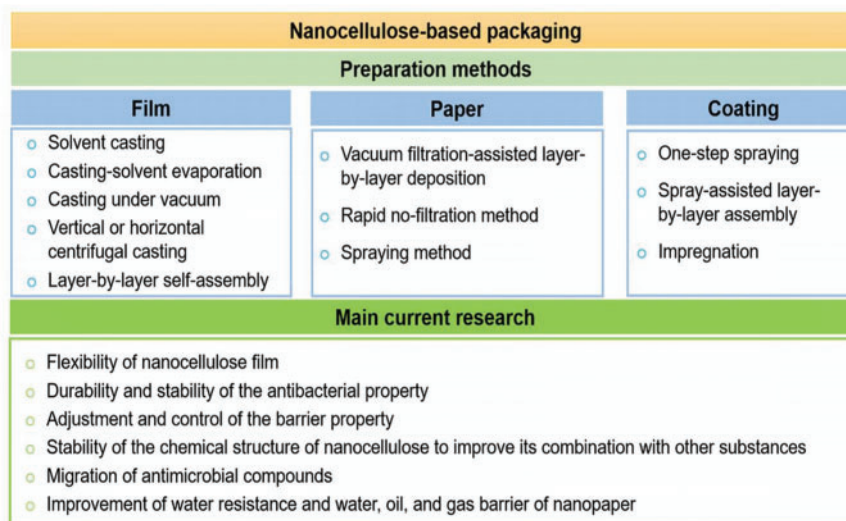 Nanocellulose-based packaging
Preparation methods
Film
Solvent casting
Casting-solvent evaporation
Casting under vacuum
Vertical or horizontal
centrifugal casting
Layer-by-layer self-assembly
Paper
Vacuum filtration-assisted layer-
by-layer deposition
Rapid no-filtration method
Spraying method
Coating
One-step spraying
Spray-assisted layer-
by-layer assembly
Impregnation
Main current research
Flexibility of nanocellulose film
Durability and stability of the antibacterial property
Adjustment and control of the barrier property
Stability of the chemical structure of nanocellulose to improve its combination with other substances
Migration of antimicrobial compounds
Improvement of water resistance and water, oil, and gas barrier of nanopaper